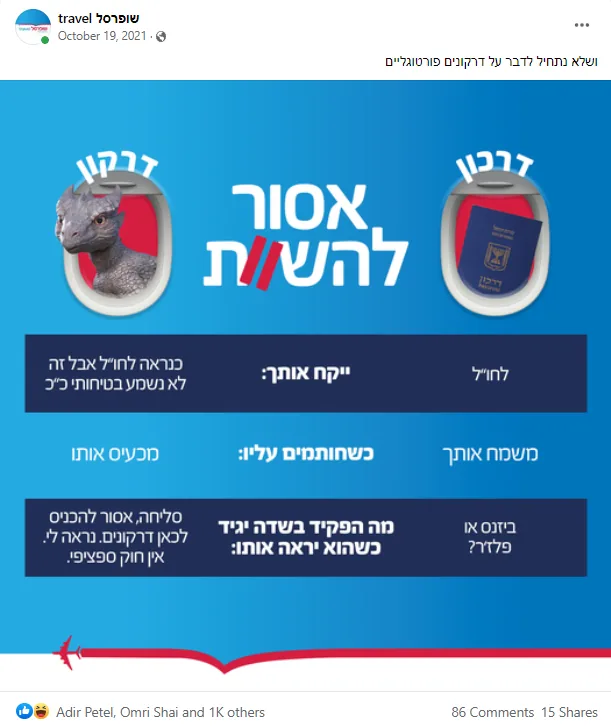 שופרסל travel
October 19, 2021 ·
ושלא נתחיל לדבר על דרקונים פורטוגליים
דרכון
דרקון
אסור
להשוות
לחו״ל
ייקח אותך:
כנראה לחו״ל אבל זה
לא נשמע בטיחותי כ״כ
משמח אותך
כשחותמים עליו:
מכעיס אותו
ביזנס או
פלז'ר?
מה הפקיד בשדה יגיד
כשהוא יראה אותו:
סליחה, אסור להכניס
לכאן דרקונים. נראה לי.
אין חוק ספציפי.
דרכון
Adir Petel, Omri Shai and 1K others
86 Comments 15 Shares